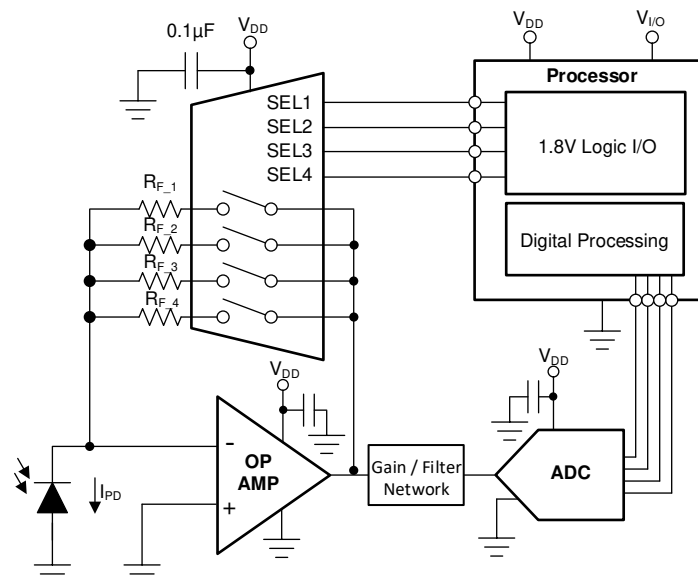 0.1µF
VDD
VDD
VI/O
Processor
SEL1
SEL2
SEL3
SEL4
1.8V Logic I/O
RF_1
RF_2
RF_3
RF_4
Digital Processing
VDD
VDD
-
+
OP
AMP
IPD
Gain / Filter
Network
ADC